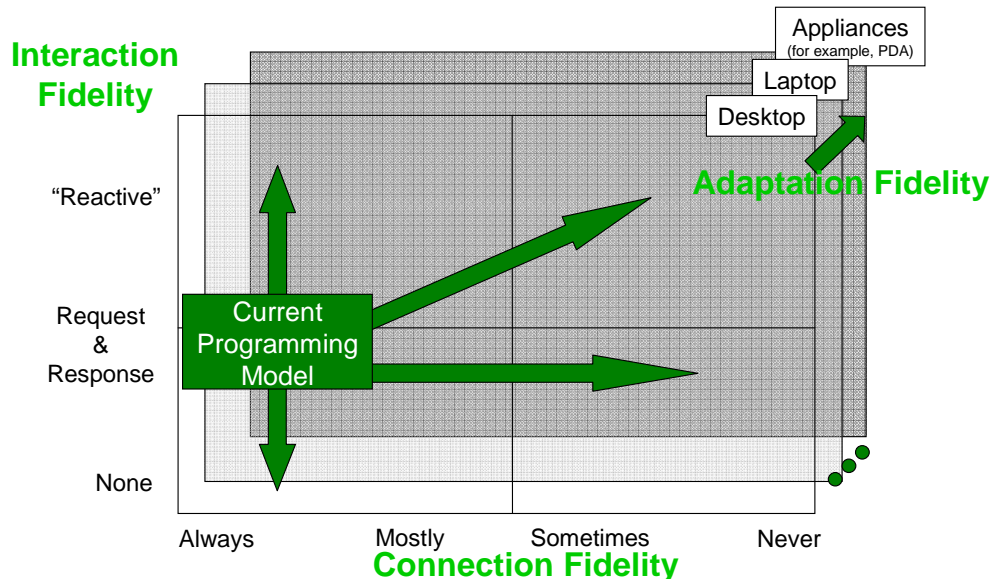 Appliances
(for example, PDA)
Interaction
Fidelity
Laptop
Desktop
Adaptation Fidelity
“Reactive”
Request
&
Response
Current
Programming
Model
None
Always
Mostly
Sometimes
Never
Connection Fidelity